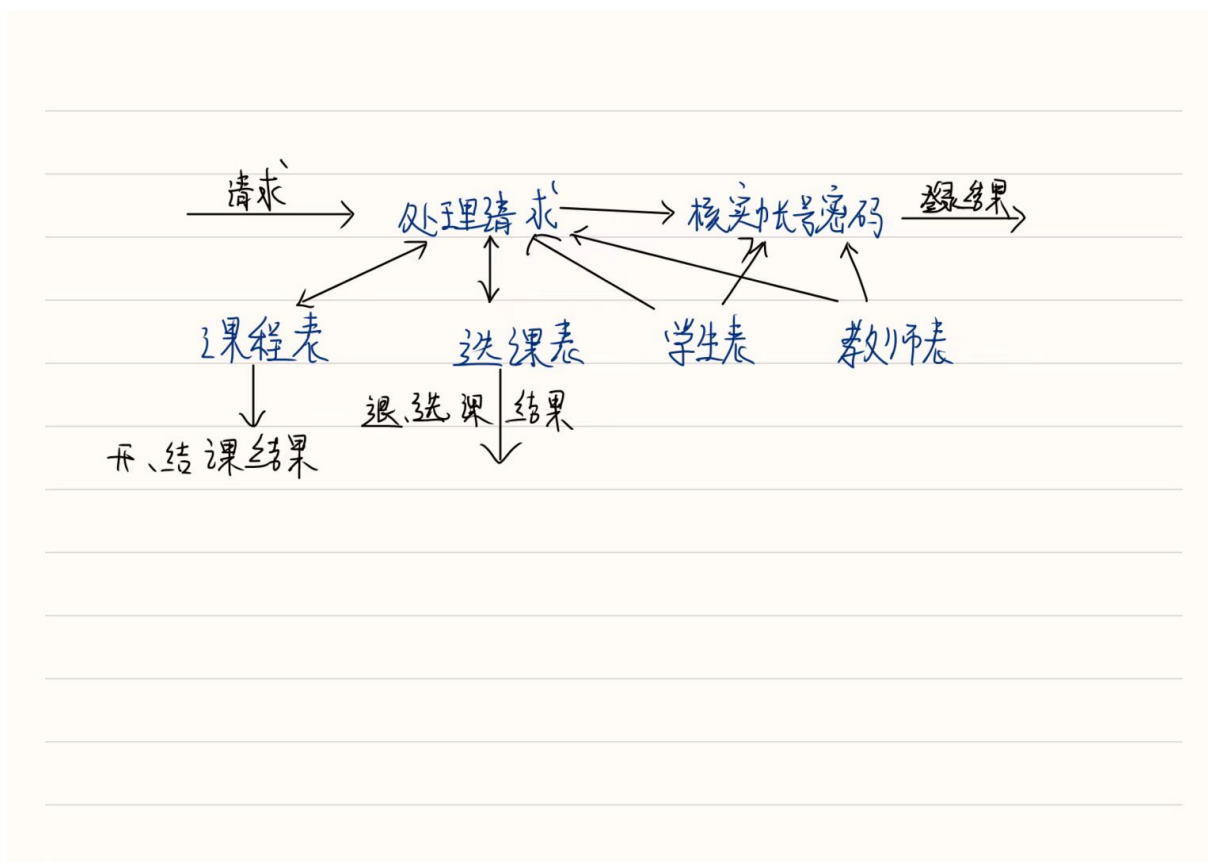 请求
处理请求 核实帐号密码 登录结果
课程表 选课表 学生表 教师表
退、选课结果
开、结课结果